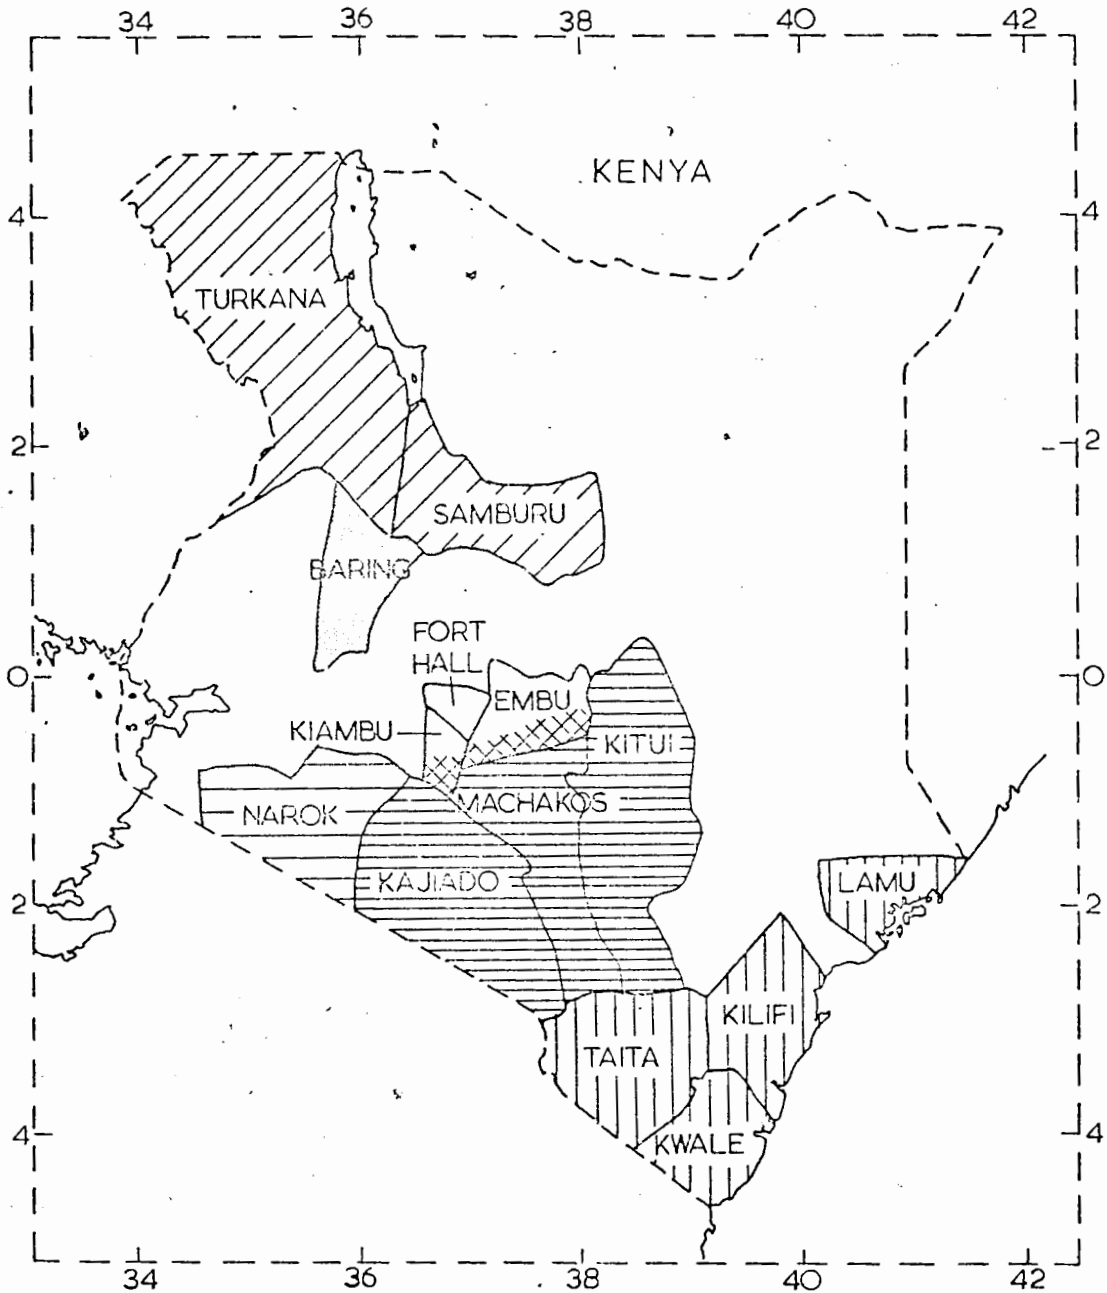 34 36 38 40 42
KENYA
4 4
TURKANA
2 2
SAMBURU
BARING
FORT
HALL
0 0
EMBU
KIAMBU
KITUI
MACHAKOS
NAROK
KAJIADO
LAMU
2 2
KILIFI
TAITA
4 4
KWALE
34 36 38 40 42